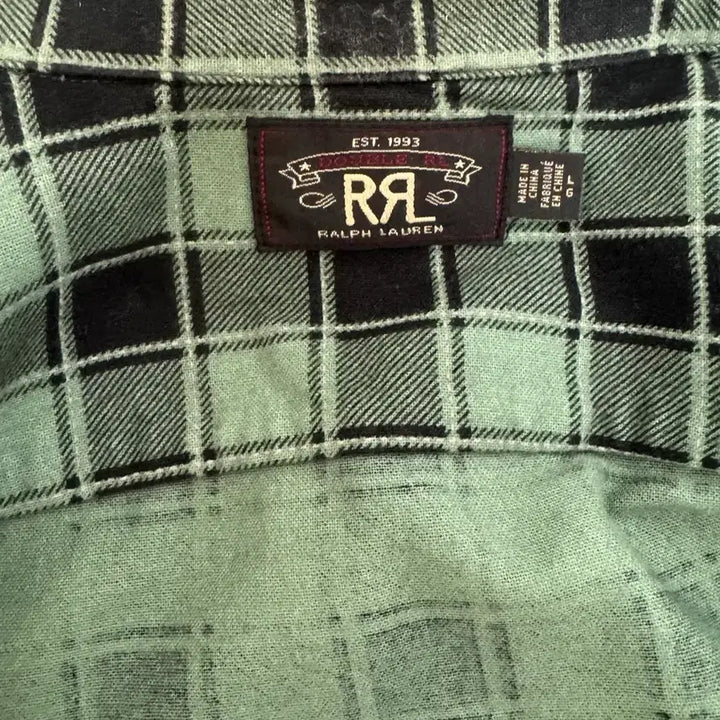 EST. 1993
DOUBLE RL
RRL
RALPH LAUREN
MADE IN
CHINA
FABRIQUÉ
EN CHINE
L
G